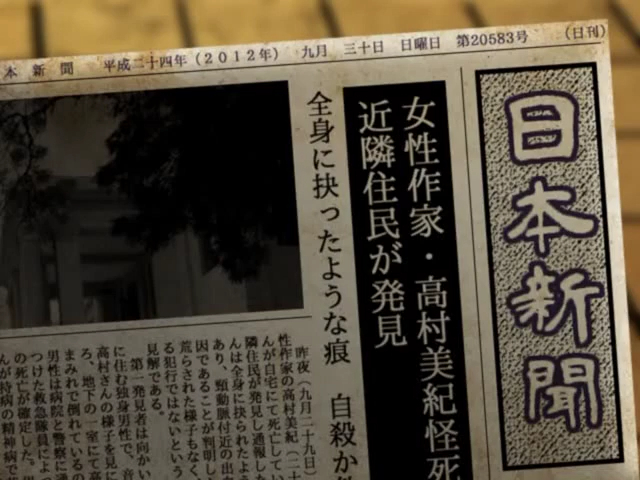 本新聞 平成二十四年（２０１２年） 九月 三十日 日曜日 第20583号 （日刊）
日本新聞
女性作家・高村美紀怪死
近隣住民が発見
全身に抉ったような痕 自殺か
昨夜（九月二十九日）
性作家の高村美紀（二十
んが自宅にて死亡してい
隣住民が発見し通報した
んは全身に抉られたよう
あり、頸動脈付近の出血
因であることが判明し
荒らされた様子もなく、
る犯行ではないという
見解である。
第一発見者は向かい
に住む独身男性で、音
高村さんの様子を見に
ろ、地下の一室にて高
まみれで倒れているの
男性は病院と警察に通
つけた救急隊員によっ
の死亡が確定した。
んが持病の精神病で